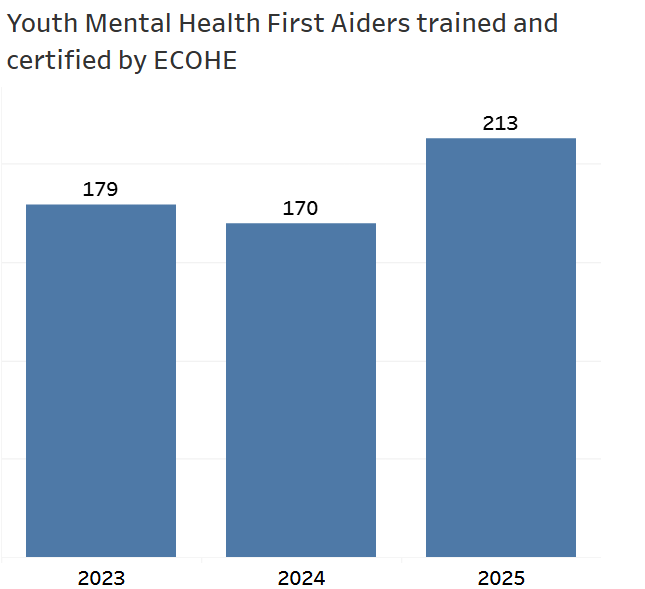 Youth Mental Health First Aiders trained and
certified by ECOHE
213
179
170
2023 2024 2025